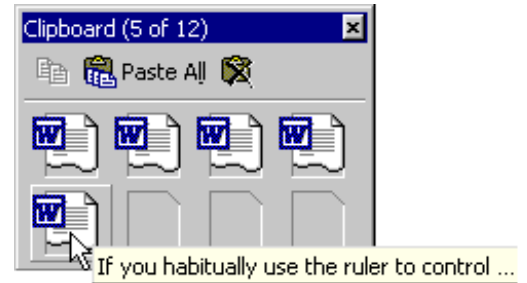 Clipboard (5 of 12)
Paste All
W W W W
W
If you habitually use the ruler to control ...